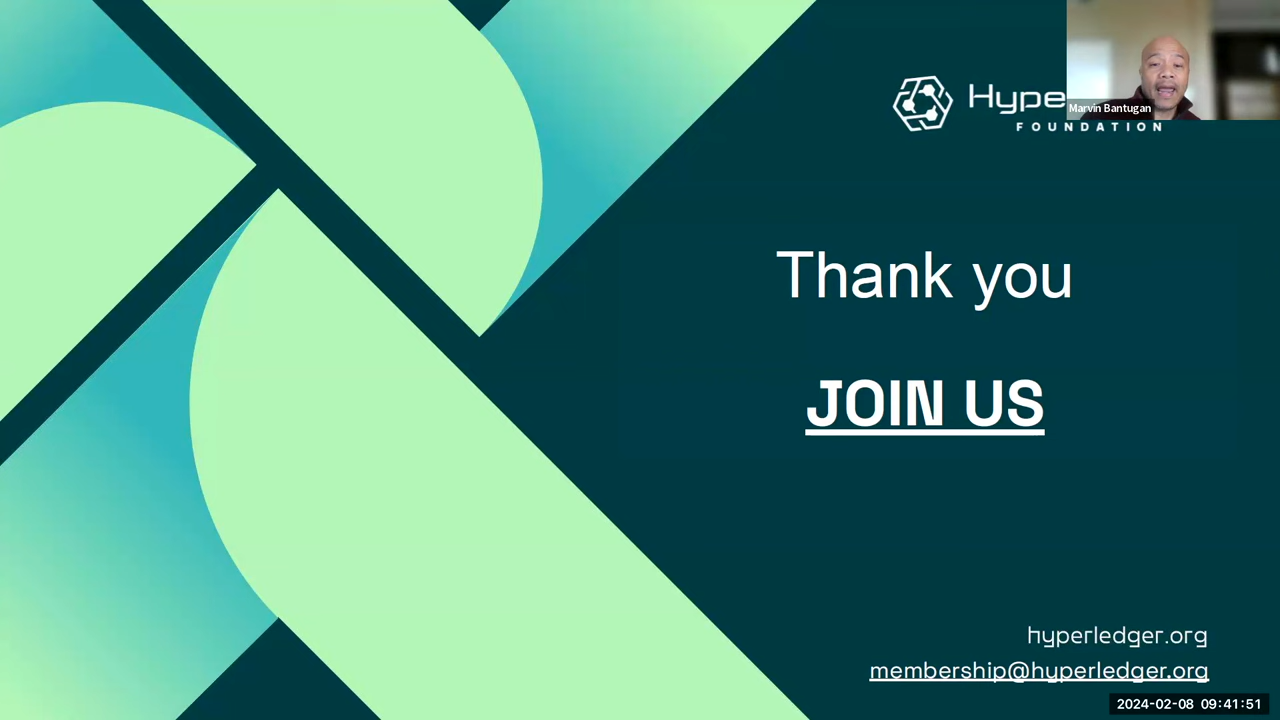 Hype
Marvin Bantugan
FOUNDATION
Thank you
JOIN US
hyperledger.org
membership@hyperledger.org
2024-02-08 09:41:51